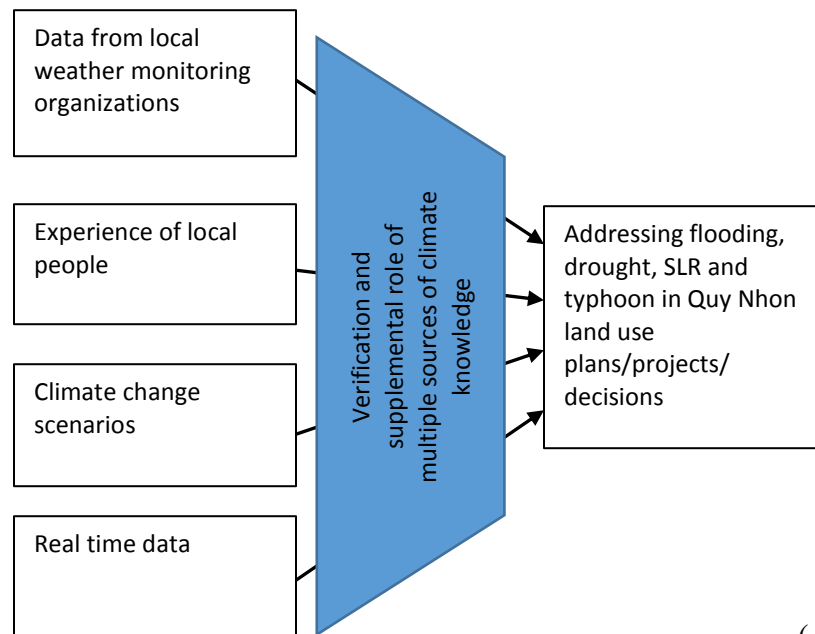 Data from local
weather monitoring
organizations
Experience of local
people
Climate change
scenarios
Real time data
Verification and
supplemental role of
multiple sources of climate
knowledge
Addressing flooding,
drought, SLR and
typhoon in Quy Nhon
land use
plans/projects/
decisions
(